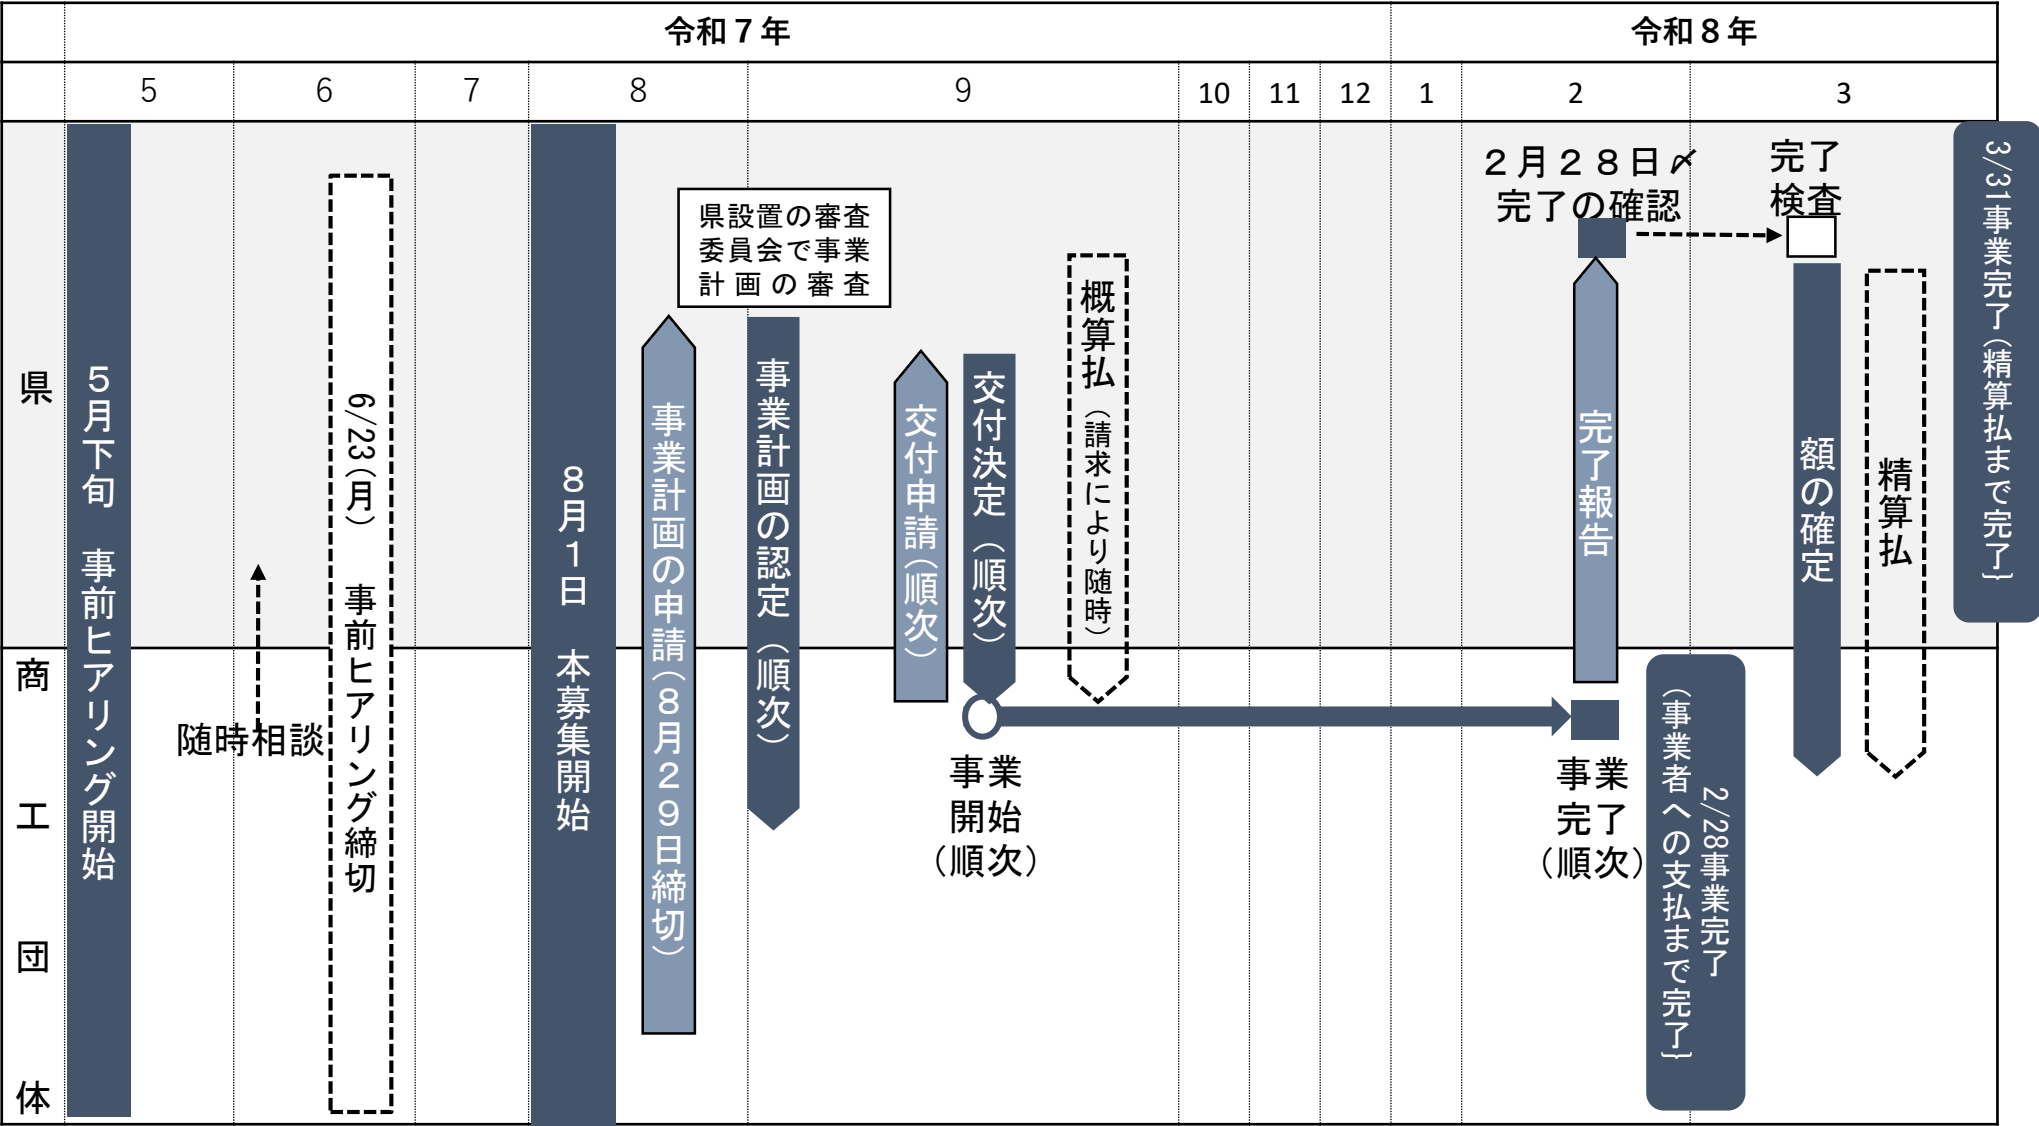 令和７年
令和８年
5
6
7
8
9
10
11
12
1
2
3
県
商工団体
５月下旬　事前ヒアリング開始
随時相談
6/23(月)　事前ヒアリング締切
８月１日　本募集開始
事業計画の申請（８月２９日締切）
県設置の審査
委員会で事業
計画の審査
事業計画の認定（順次）
交付申請（順次）
交付決定（順次）
概算払（請求により随時）
事業
開始
（順次）
２月２８日〆
完了の確認
完了報告
事業
完了
（順次）
2/28事業完了
（事業者への支払まで完了｝
完了
検査
額の確定
精算払
3/31事業完了（精算払まで完了｝